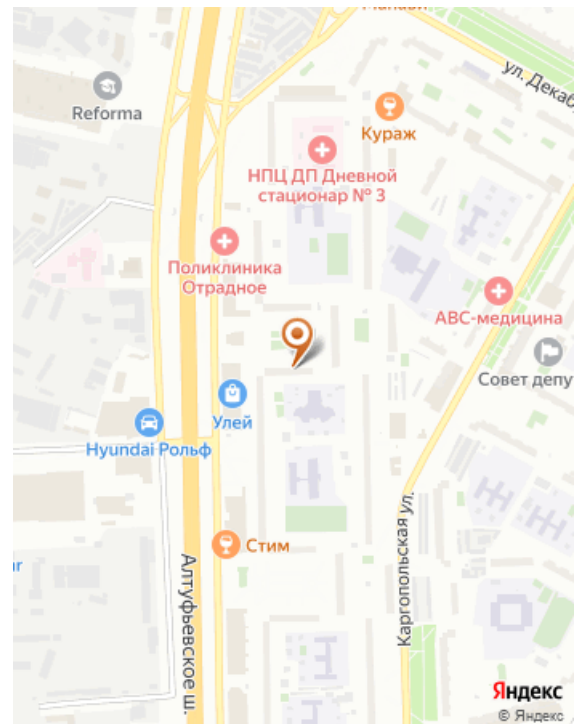 Reforma
ул. Декаб
Кураж
НПЦ ДП Дневной
стационар № 3
Поликлиника
Отрадное
АВС-медицина
Совет депу
Улей
Hyundai Рольф
Стим
Алтуфьевское ш.
Каргопольская ул.
Яндекс
© Яндекс